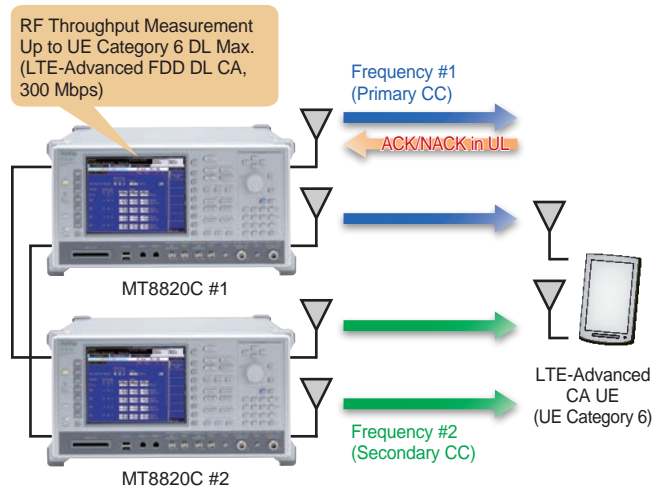 RF Throughput Measurement
Up to UE Category 6 DL Max.
(LTE-Advanced FDD DL CA,
300 Mbps)
Frequency #1
(Primary CC)
ACK/NACK in UL
MT8820C #1
LTE-Advanced
CA UE
(UE Category 6)
Frequency #2
(Secondary CC)
MT8820C #2